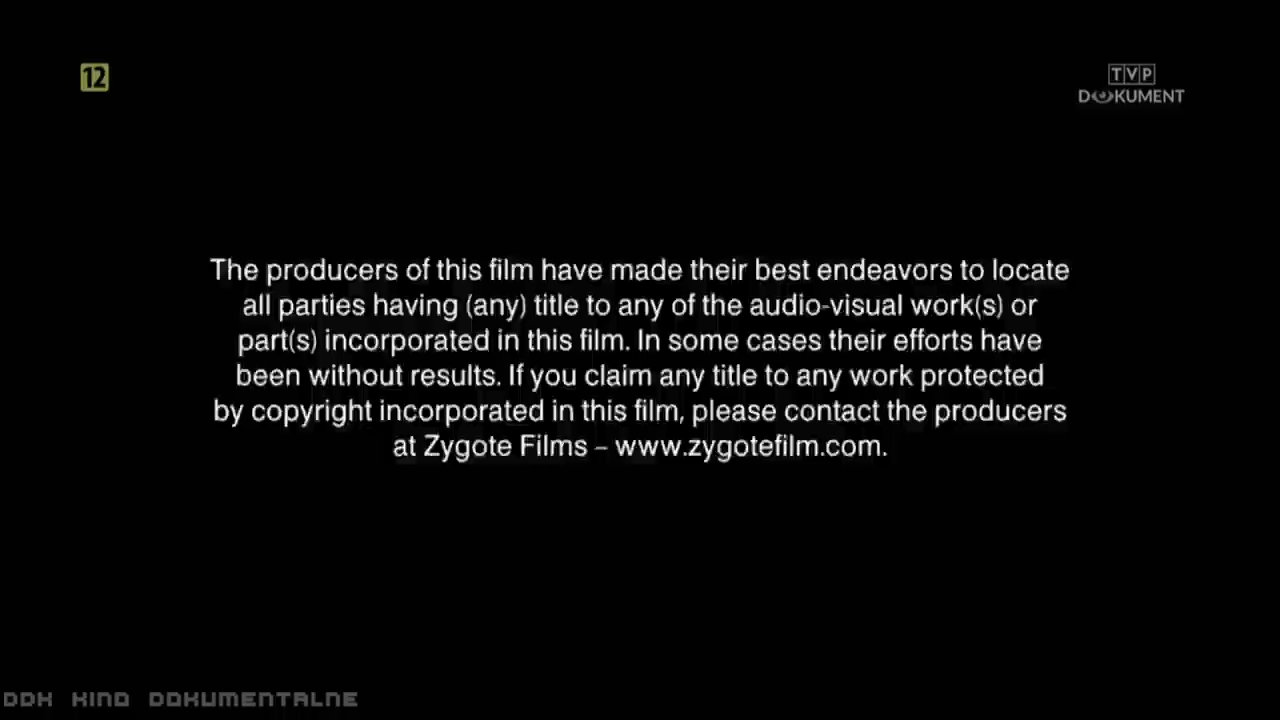 12
TVP
DOKUMENT
The producers of this film have made their best endeavors to locate
all parties having (any) title to any of the audio-visual work(s) or
part(s) incorporated in this film. In some cases their efforts have
been without results. If you claim any title to any work protected
by copyright incorporated in this film, please contact the producers
at Zygote Films – www.zygotefilm.com.
DDK KINO DOKUMENTALNE